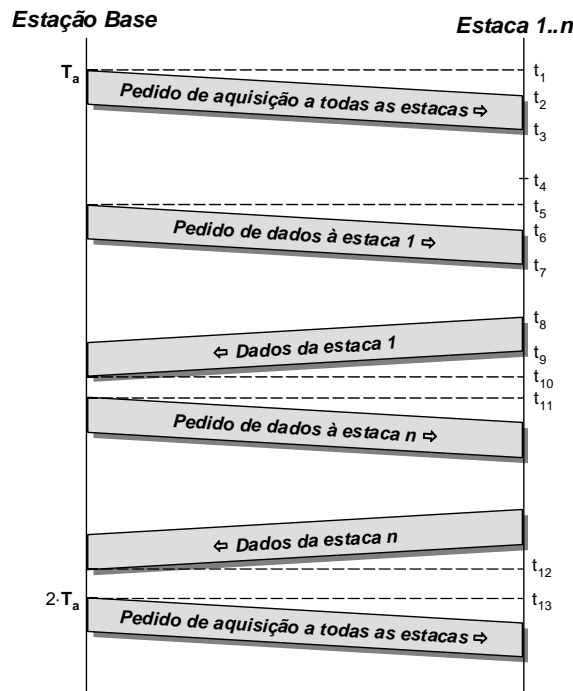 Estação Base
Estaca 1..n
Tₐ
t₁
Pedido de aquisição a todas as estacas ⇨
t₂
t₃
t₄
t₅
Pedido de dados à estaca 1 ⇨
t₆
t₇
t₈
⇦ Dados da estaca 1
t₉
t₁₀
t₁₁
Pedido de dados à estaca n ⇨
⇦ Dados da estaca n
t₁₂
2·Tₐ
t₁₃
Pedido de aquisição a todas as estacas ⇨